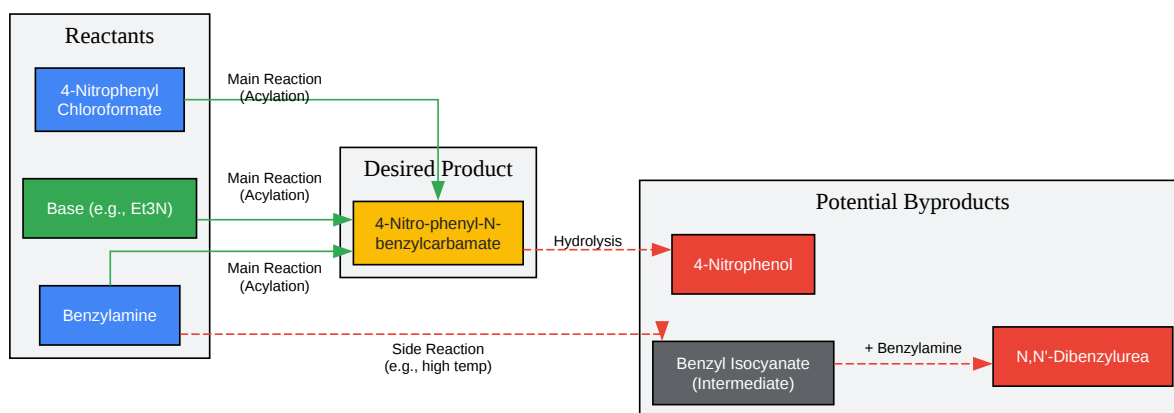 Reactants
4-Nitrophenyl
Chloroformate
Main Reaction
(Acylation)
Base (e.g., Et3N)
Main Reaction
(Acylation)
Benzylamine
Main Reaction
(Acylation)
Desired Product
4-Nitro-phenyl-N-
benzylcarbamate
Hydrolysis
Side Reaction
(e.g., high temp)
Potential Byproducts
4-Nitrophenol
Benzyl Isocyanate
(Intermediate)
+ Benzylamine
N,N'-Dibenzylurea